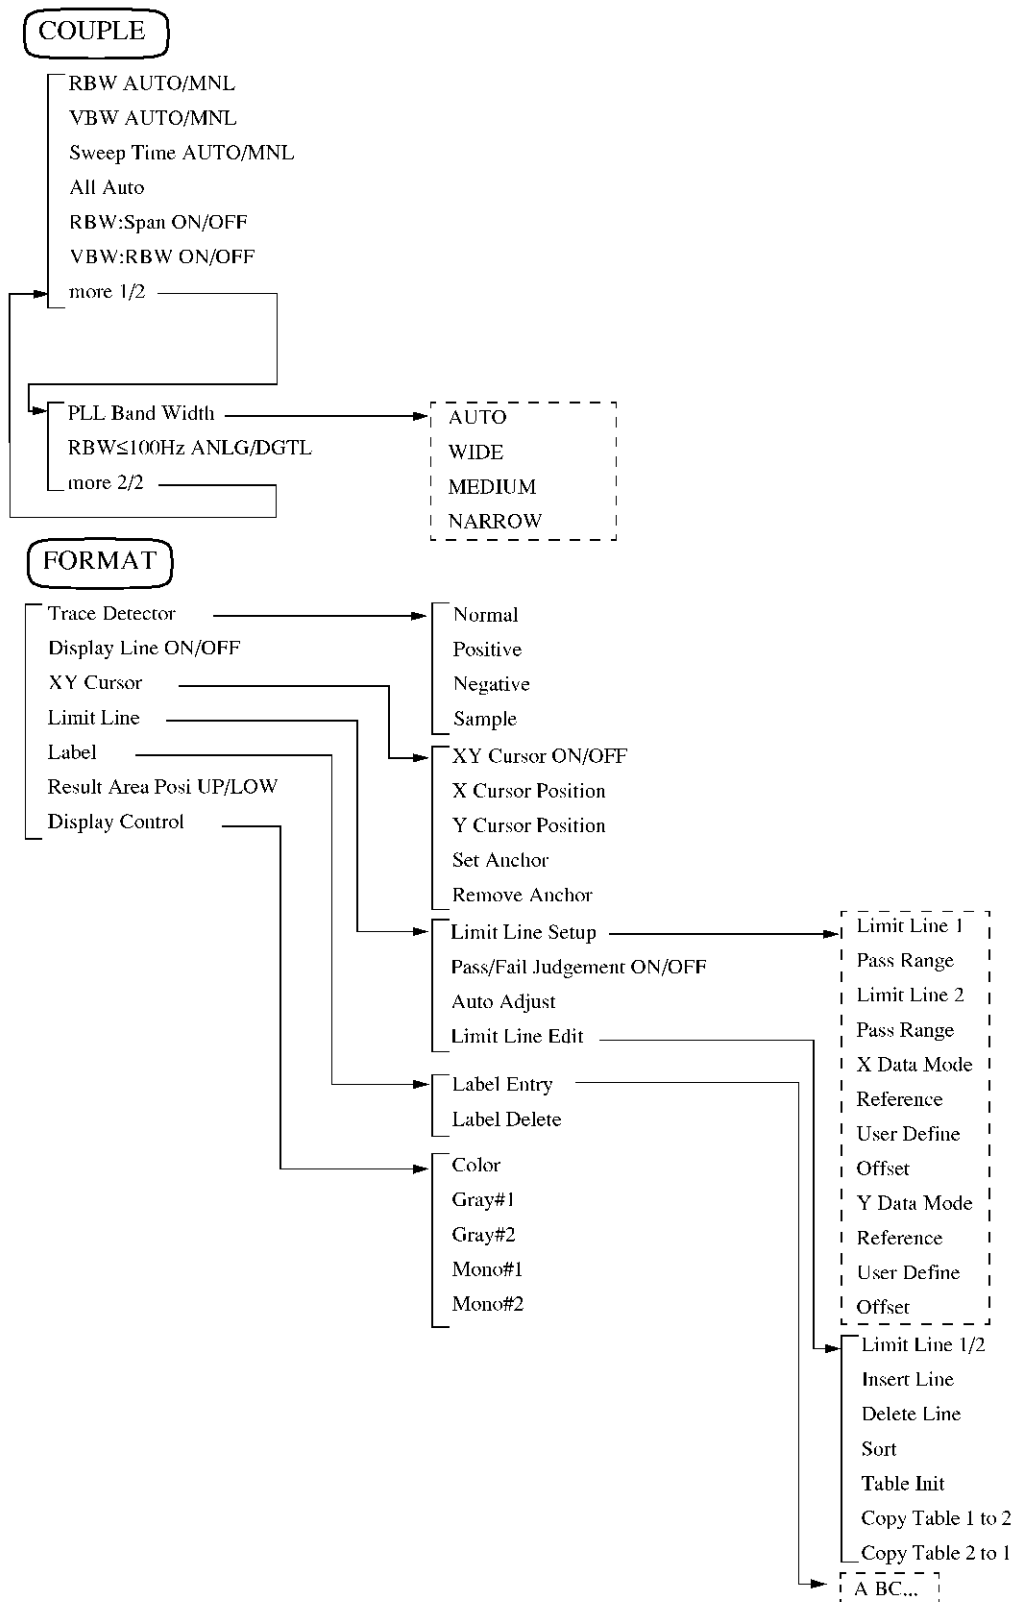 COUPLE
RBW AUTO/MNL
VBW AUTO/MNL
Sweep Time AUTO/MNL
All Auto
RBW:Span ON/OFF
VBW:RBW ON/OFF
more 1/2
PLL Band Width
RBW≤100Hz ANLG/DGTL
more 2/2
AUTO
WIDE
MEDIUM
NARROW
FORMAT
Trace Detector
Display Line ON/OFF
XY Cursor
Limit Line
Label
Result Area Posi UP/LOW
Display Control
Normal
Positive
Negative
Sample
XY Cursor ON/OFF
X Cursor Position
Y Cursor Position
Set Anchor
Remove Anchor
Limit Line Setup
Pass/Fail Judgement ON/OFF
Auto Adjust
Limit Line Edit
Label Entry
Label Delete
Color
Gray#1
Gray#2
Mono#1
Mono#2
Limit Line 1
Pass Range
Limit Line 2
Pass Range
X Data Mode
Reference
User Define
Offset
Y Data Mode
Reference
User Define
Offset
Limit Line 1/2
Insert Line
Delete Line
Sort
Table Init
Copy Table 1 to 2
Copy Table 2 to 1
A BC...